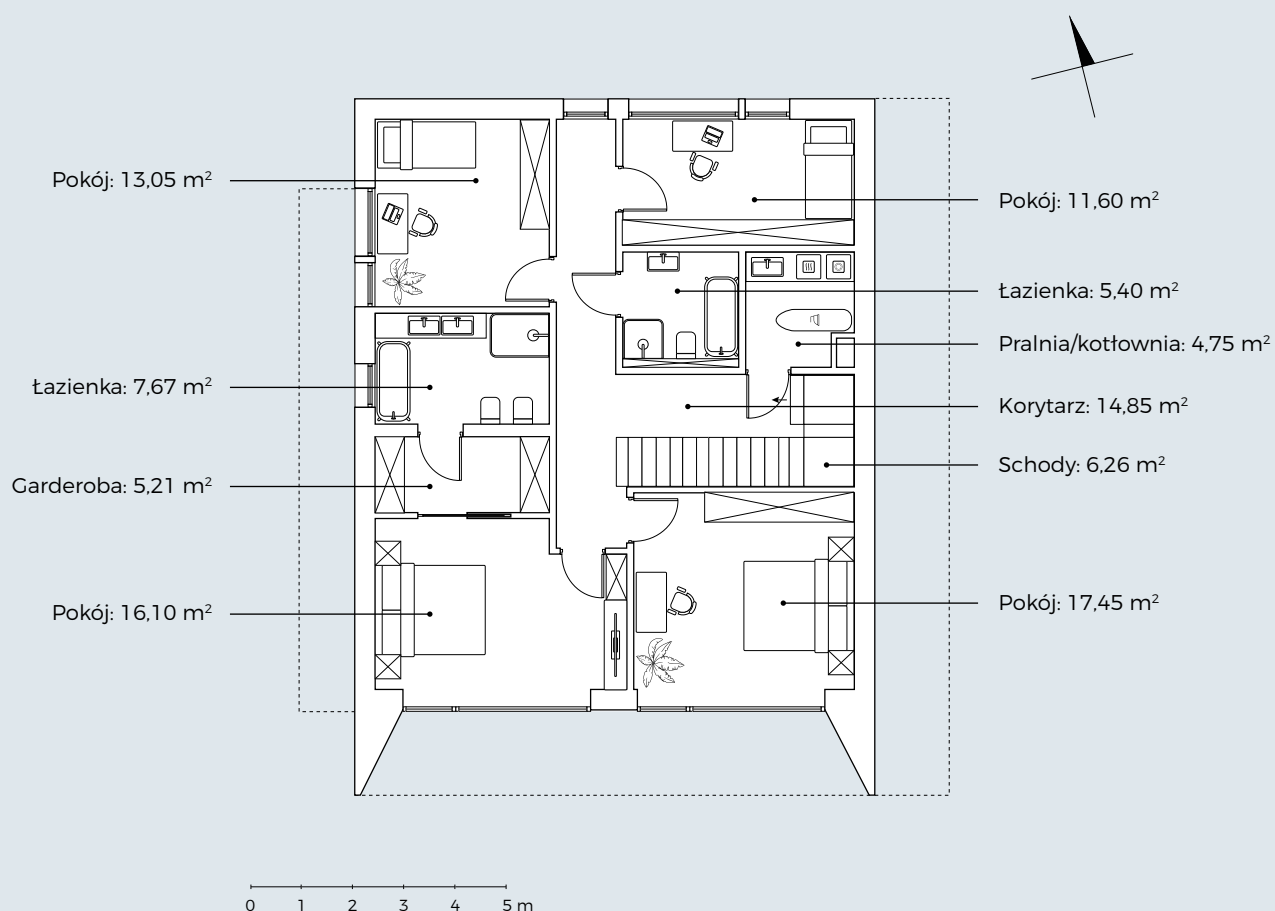 Pokój: 13,05 m²
Łazienka: 7,67 m²
Garderoba: 5,21 m²
Pokój: 16,10 m²
Pokój: 11,60 m²
Łazienka: 5,40 m²
Pralnia/kotłownia: 4,75 m²
Korytarz: 14,85 m²
Schody: 6,26 m²
Pokój: 17,45 m²
0 1 2 3 4 5 m